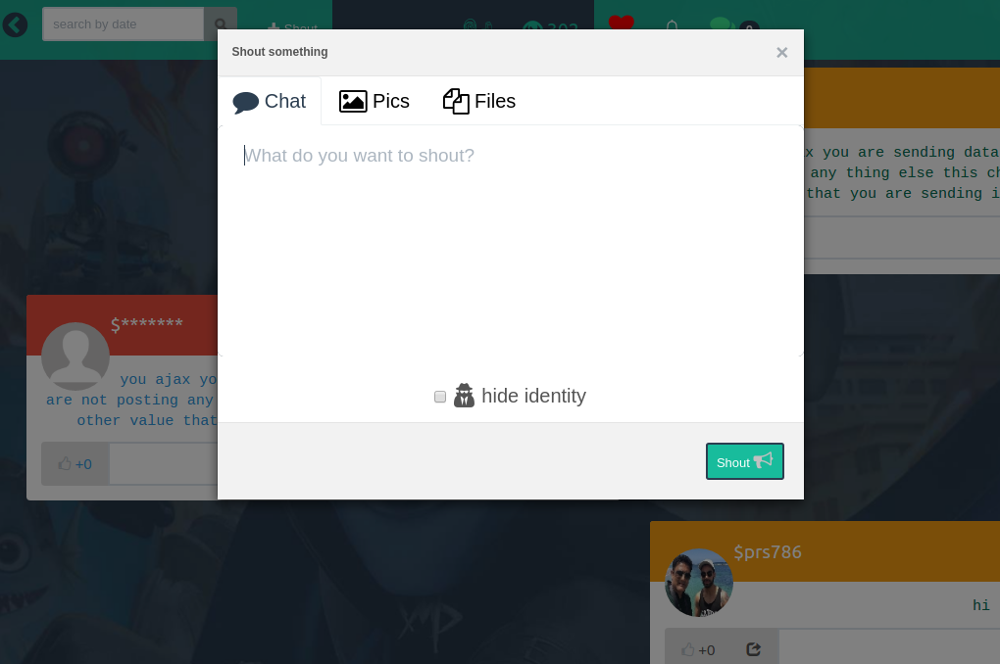 search by date
Shout
302
0
Shout something
×
Chat
Pics
Files
What do you want to shout?
x you are sending data
any thing else this ch
that you are sending i
$*******
you ajax yo
are not posting any
other value that
+0
hide identity
Shout
$prs786
hi
+0